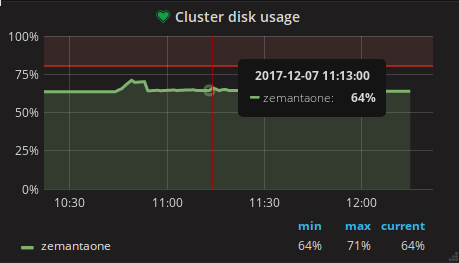 Cluster disk usage
100%
75%
50%
25%
0%
2017-12-07 11:13:00
zemantaone: 64%
10:30 11:00 11:30 12:00
min max current
zemantaone 64% 71% 64%